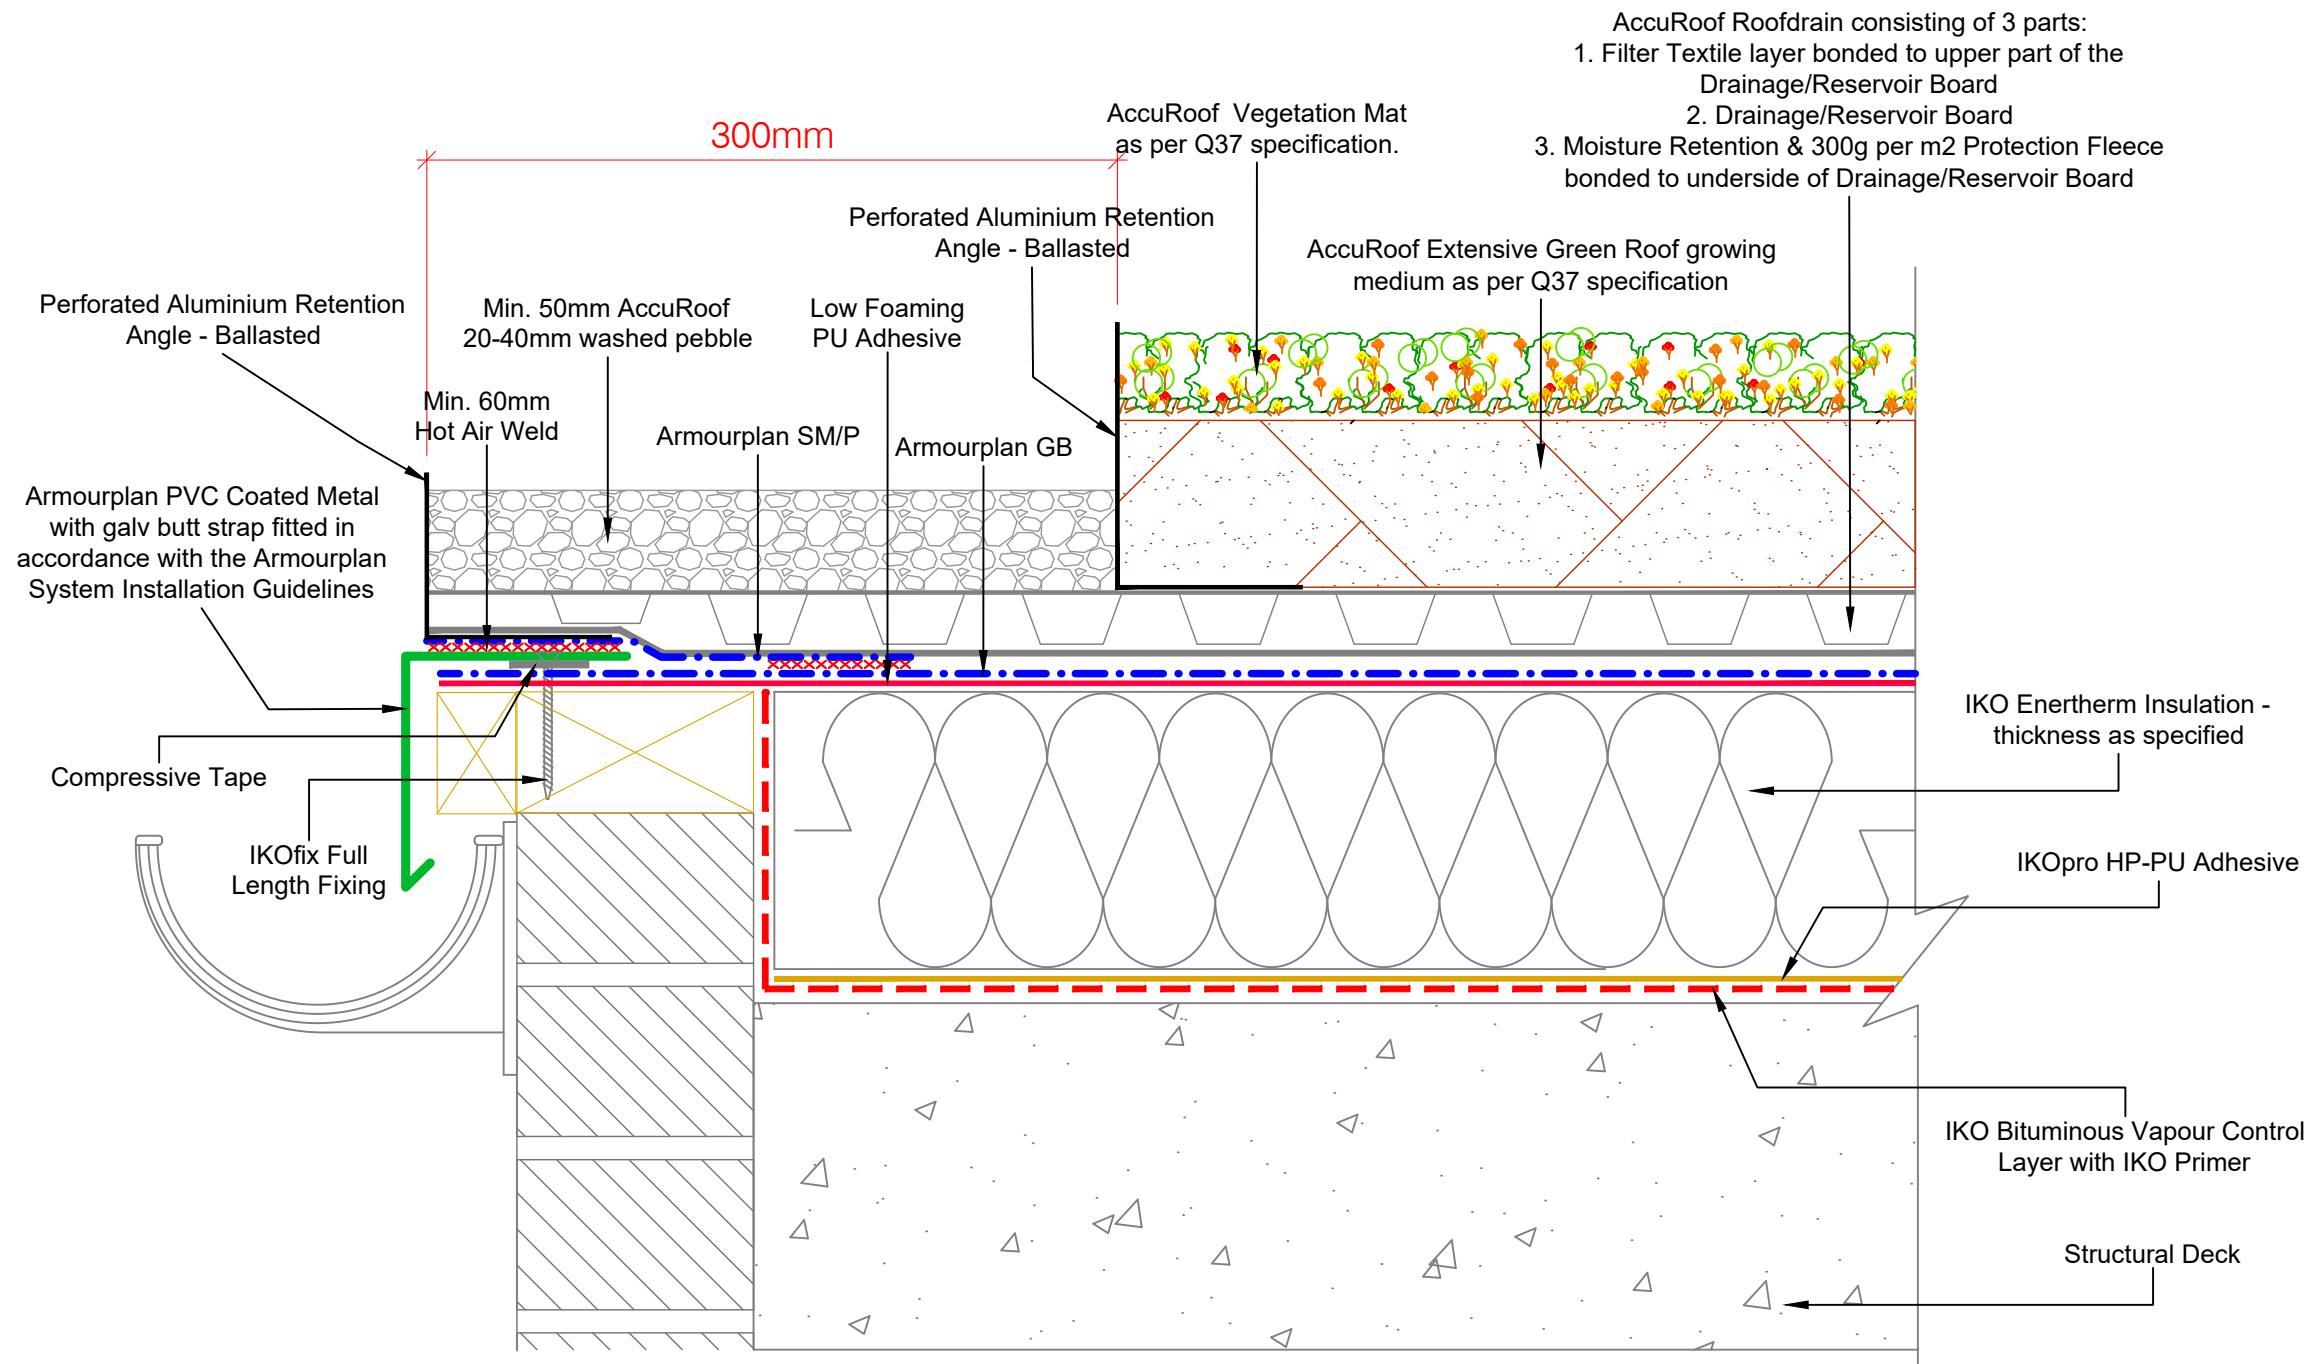 AccuRoof Roofdrain consisting of 3 parts:
1. Filter Textile layer bonded to upper part of the
Drainage/Reservoir Board
2. Drainage/Reservoir Board
3. Moisture Retention & 300g per m2 Protection Fleece
bonded to underside of Drainage/Reservoir Board
300mm
AccuRoof Vegetation Mat
as per Q37 specification.
Perforated Aluminium Retention
Angle - Ballasted
AccuRoof Extensive Green Roof growing
medium as per Q37 specification
Perforated Aluminium Retention
Angle - Ballasted
Min. 50mm AccuRoof
20-40mm washed pebble
Low Foaming
PU Adhesive
Min. 60mm
Hot Air Weld
Armourplan SM/P
Armourplan GB
Armourplan PVC Coated Metal
with galv butt strap fitted in
accordance with the Armourplan
System Installation Guidelines
Compressive Tape
IKOfix Full
Length Fixing
IKO Enertherm Insulation -
thickness as specified
IKOpro HP-PU Adhesive
IKO Bituminous Vapour Control
Layer with IKO Primer
Structural Deck